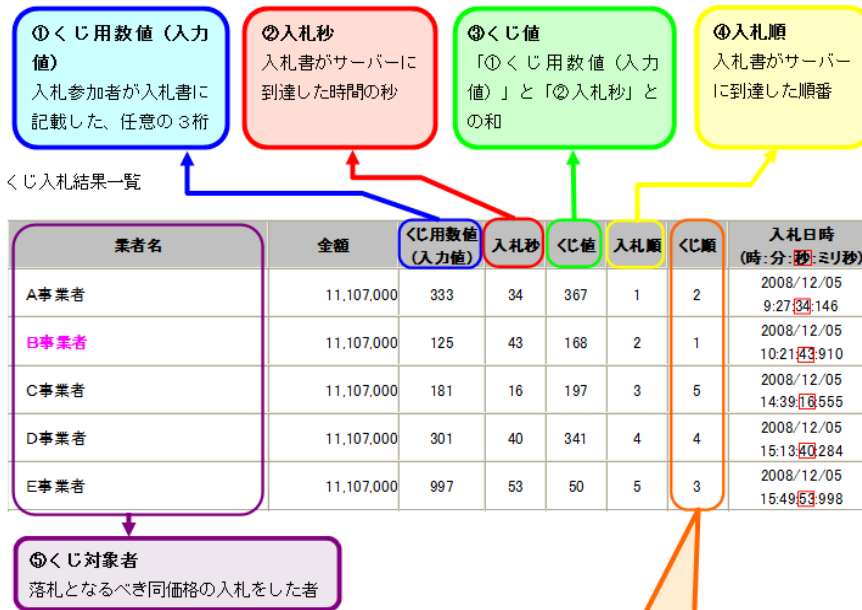 ①くじ用数値（入力
値）
入札参加者が入札書に
記載した、任意の３桁
②入札秒
入札書がサーバーに
到達した時間の秒
③くじ値
「①くじ用数値（入力
値）」と「②入札秒」と
の和
④入札順
入札書がサーバー
に到達した順番
くじ入札結果一覧
業者名 金額 くじ用数値 入札秒 くじ値 入札順 くじ順 入札日時
(入力値) (時:分:秒:ミリ秒)
A事業者 11,107,000 333 34 367 1 2 2008/12/05
9:27:34:146
B事業者 11,107,000 125 43 168 2 1 2008/12/05
10:21:43:910
C事業者 11,107,000 181 16 197 3 5 2008/12/05
14:39:16:555
D事業者 11,107,000 301 40 341 4 4 2008/12/05
15:13:40:284
E事業者 11,107,000 997 53 50 5 3 2008/12/05
15:49:53:998
⑤くじ対象者
落札となるべき同価格の入札をした者